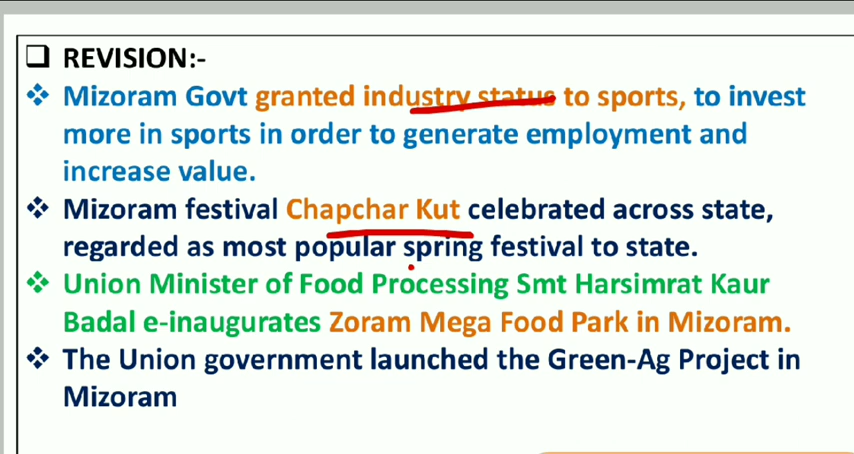 REVISION:-
Mizoram Govt granted industry status to sports, to invest
more in sports in order to generate employment and
increase value.
Mizoram festival Chapchar Kut celebrated across state,
regarded as most popular spring festival to state.
Union Minister of Food Processing Smt Harsimrat Kaur
Badal e-inaugurates Zoram Mega Food Park in Mizoram.
The Union government launched the Green-Ag Project in
Mizoram